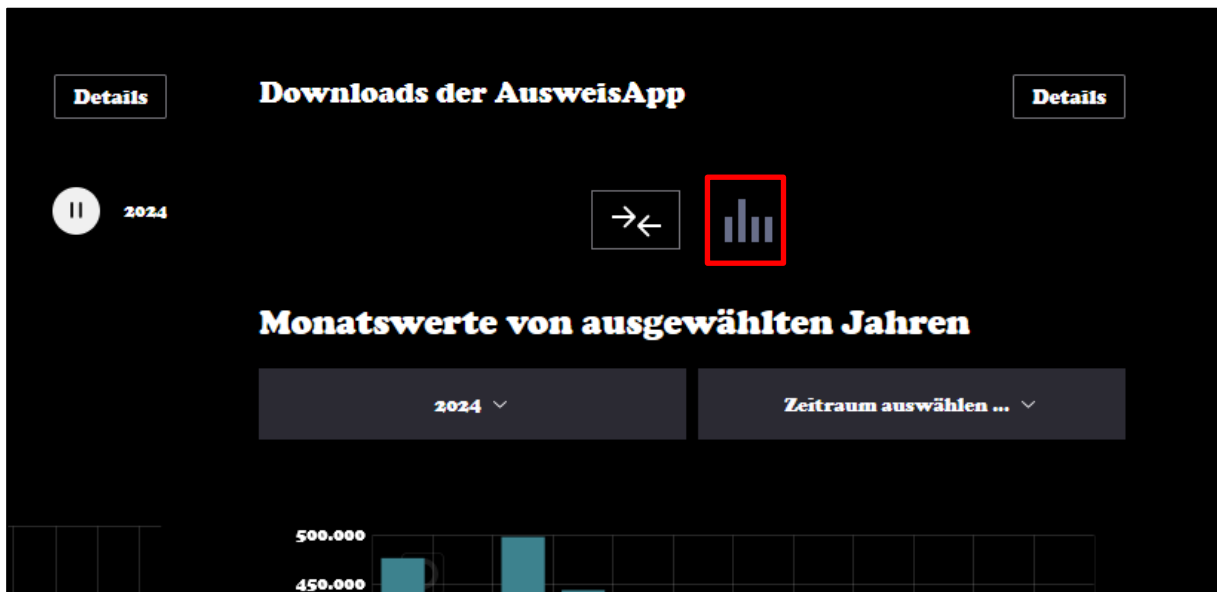 Details
Downloads der AusweisApp
Details
2024
Monatswerte von ausgewählten Jahren
2024
Zeitraum auswählen ...
500.000
450.000